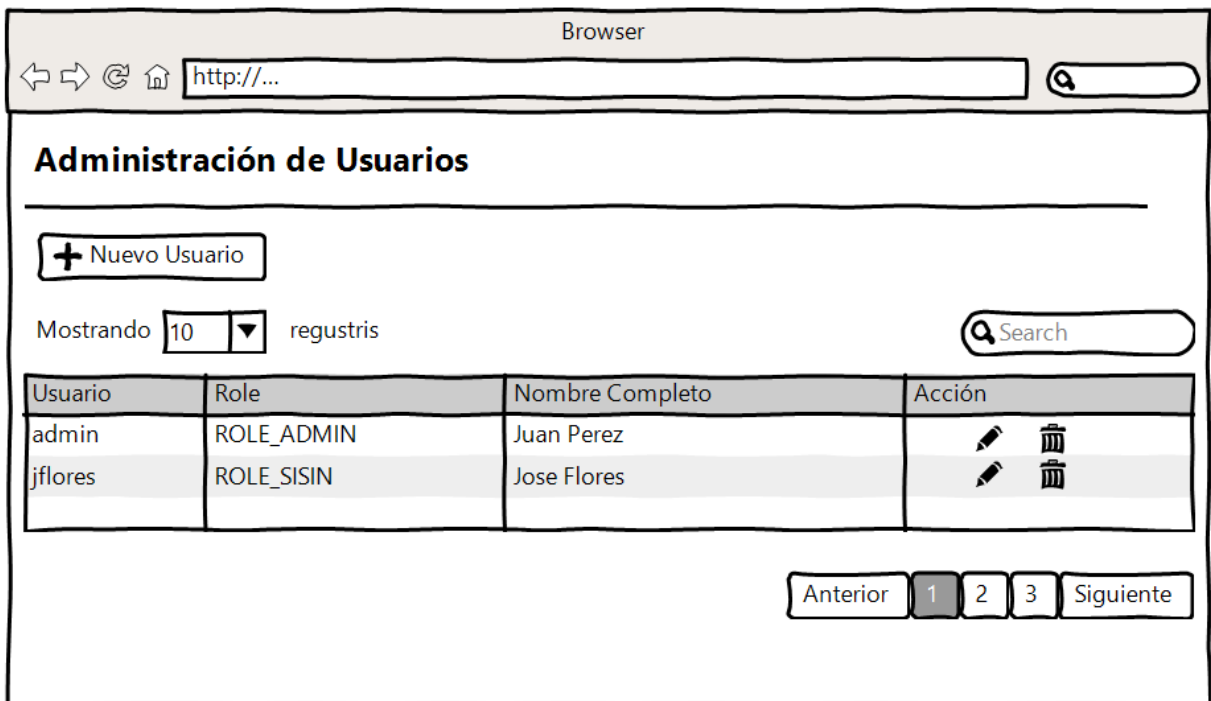 Browser
http://...
Administración de Usuarios
Nuevo Usuario
Mostrando 10 regustris
Search
Usuario Role Nombre Completo Acción
admin ROLE_ADMIN Juan Perez
jflores ROLE_SISIN Jose Flores
Anterior 1 2 3 Siguiente